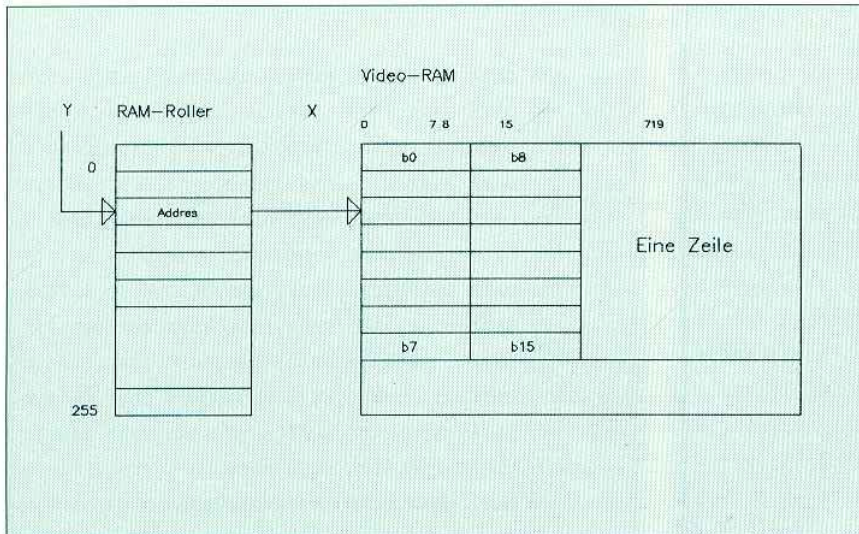 Video-RAM
Y RAM-Roller X
0 7 8 15 719
0 b0 b8
Addres
Eine Zeile
b7 b15
255